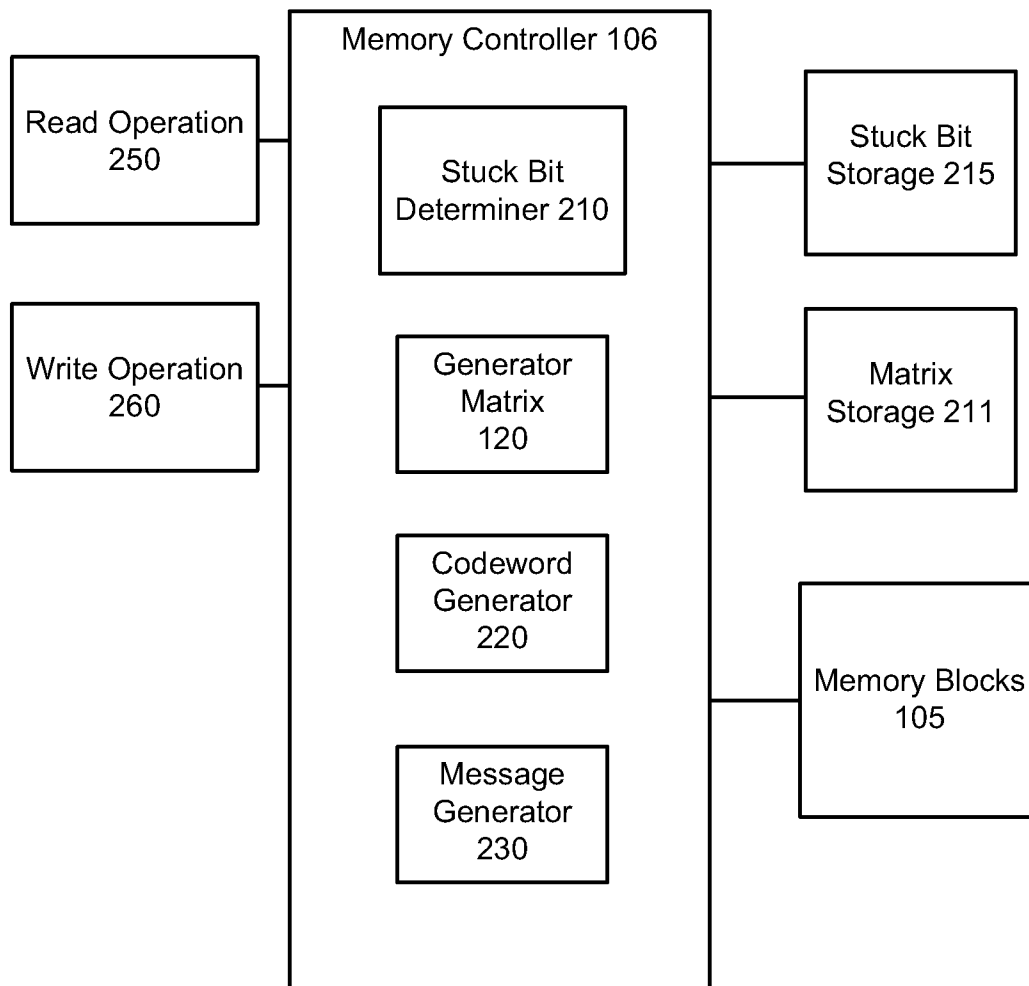 Memory Controller 106
Read Operation
250
Stuck Bit
Determiner 210
Stuck Bit
Storage 215
Write Operation
260
Generator
Matrix
120
Matrix
Storage 211
Codeword
Generator
220
Memory Blocks
105
Message
Generator
230